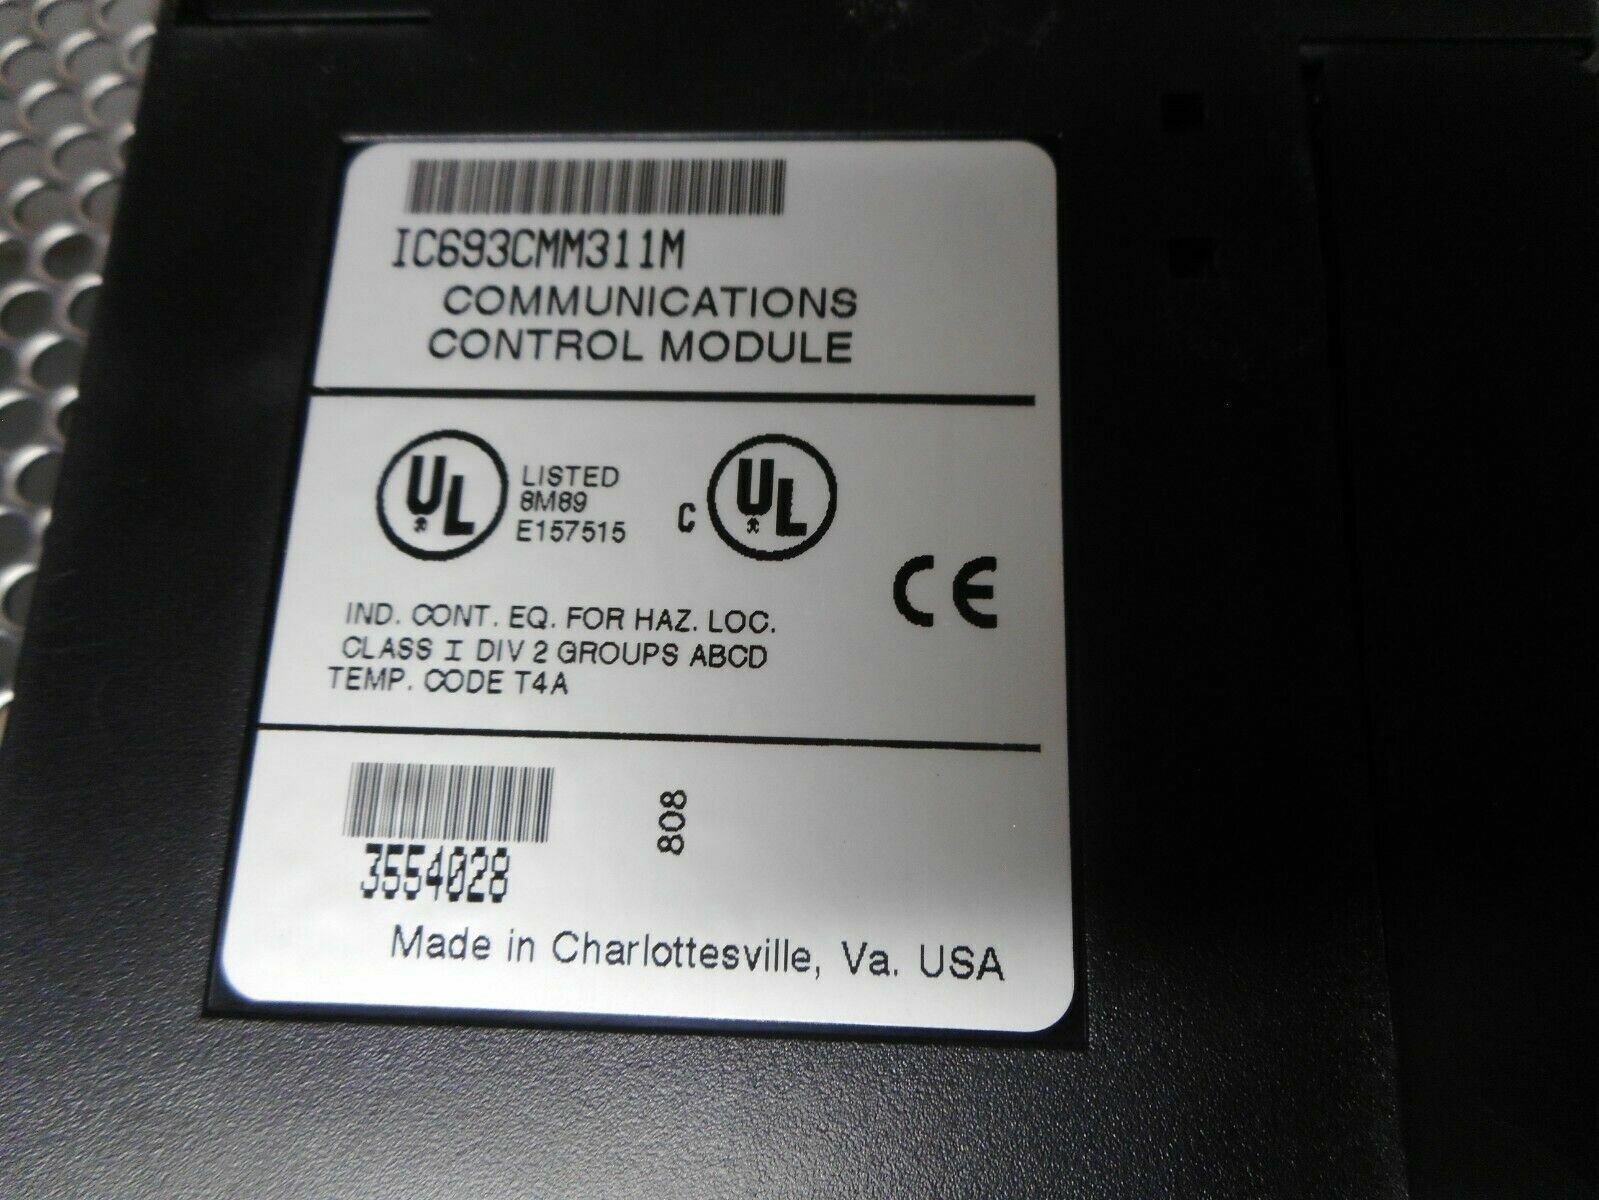 IC693CMM311M
COMMUNICATIONS
CONTROL MODULE
UL LISTED
8M89
E157515
C UL
CE
IND. CONT. EQ. FOR HAZ. LOC.
CLASS I DIV 2 GROUPS ABCD
TEMP. CODE T4A
808
3554028
Made in Charlottesville, Va. USA